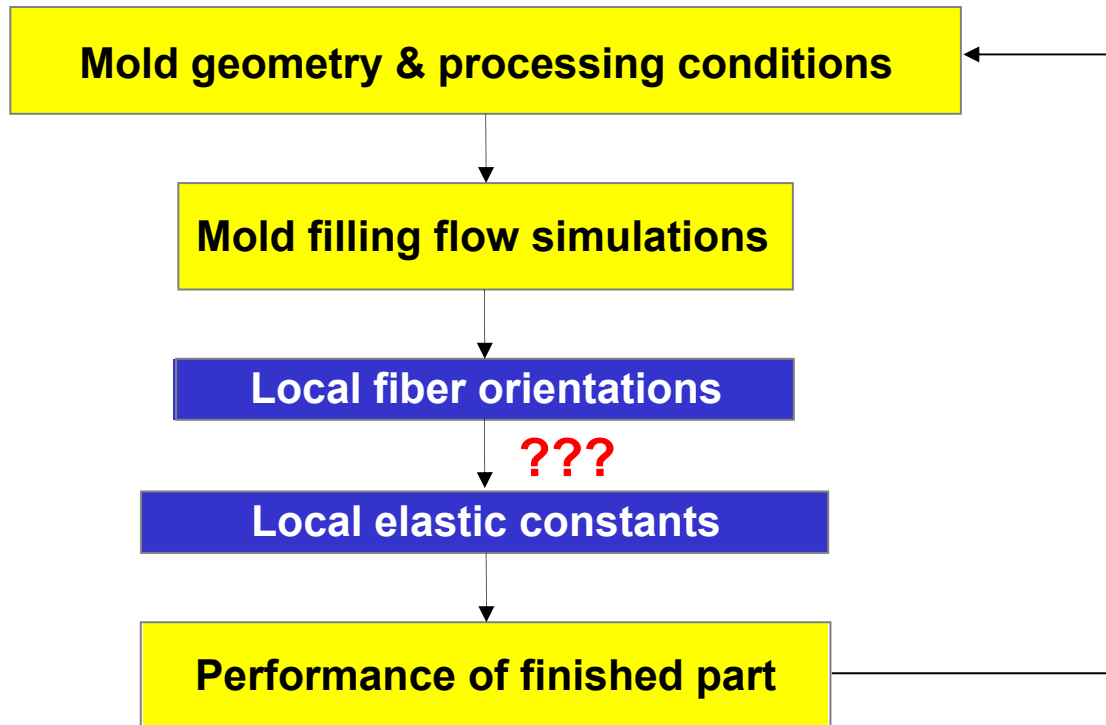 Mold geometry & processing conditions
Mold filling flow simulations
Local fiber orientations
???
Local elastic constants
Performance of finished part